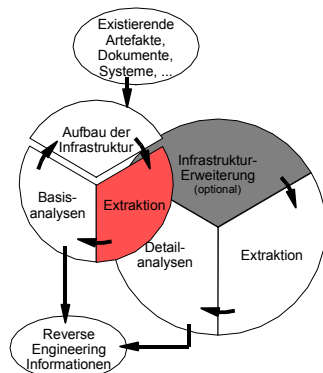 Existierende
Artefakte,
Dokumente,
Systeme, ...
Aufbau der
Infrastruktur
Infrastruktur-
Erweiterung
(optional)
Basis-
analysen
Extraktion
Detail-
analysen
Extraktion
Reverse
Engineering
Informationen